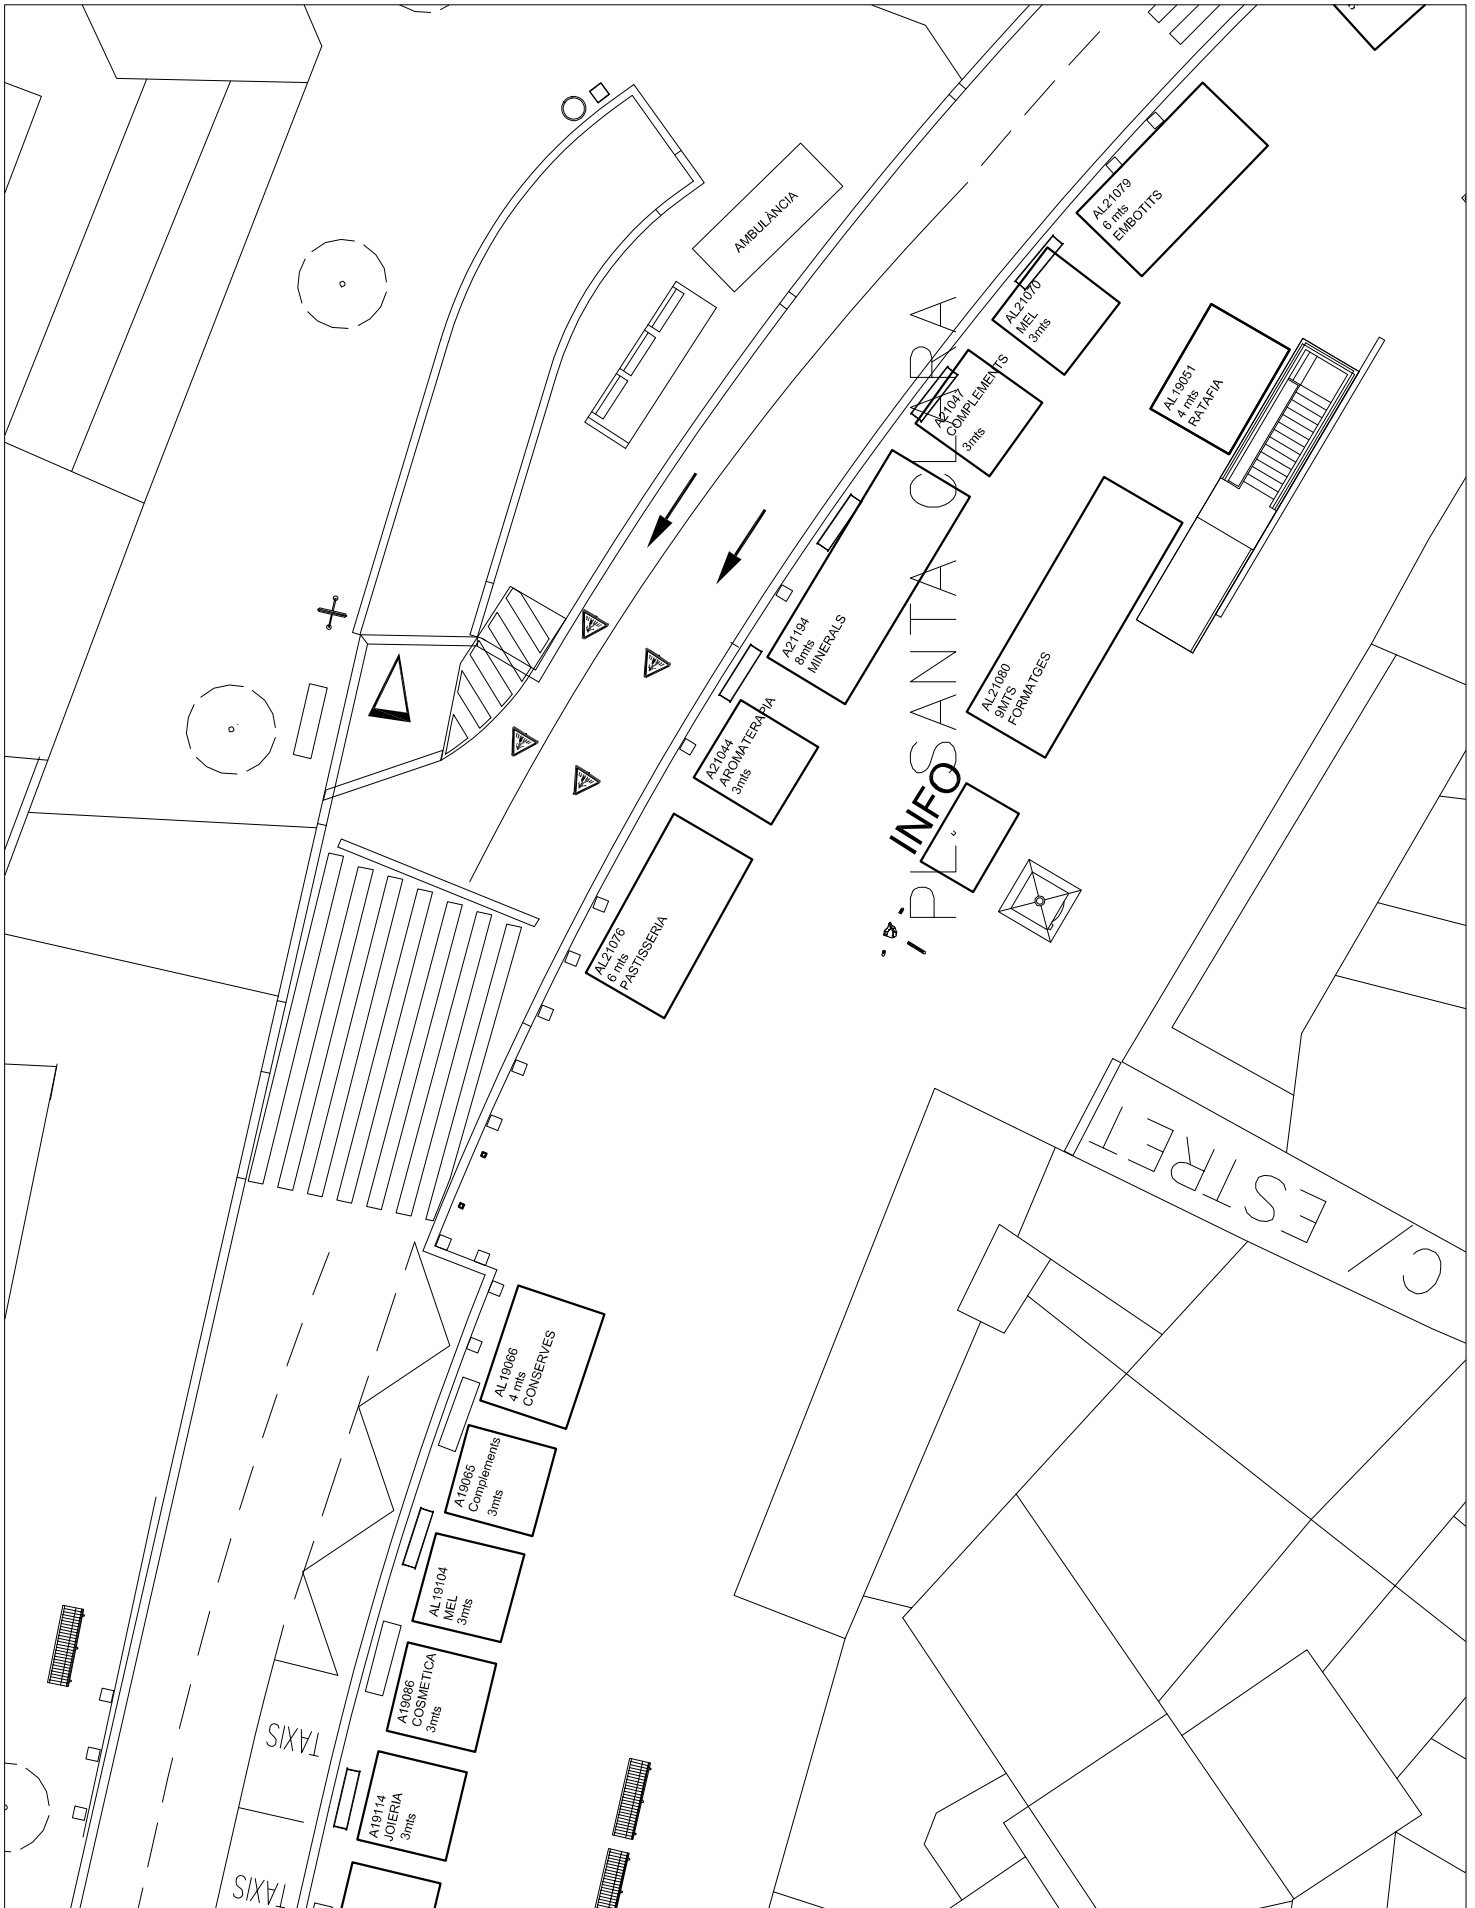 AMBULÀNCIA
AL21079
6 mts
EMBOTITS
AL21070
MEL
3mts
A21047
COMPLEMENTS
3mts
AL19051
4 mts
RATAFIA
A21194
8mts
MINERALS
AL21080
9MTS
FORMATGES
A21044
AROMATERAPIA
3mts
PL. SANTA CLARA
INFO
AL21076
6 mts
PASTISSERIA
C/ ESTRET
AL19066
4 mts
CONSERVES
A19065
Complements
3mts
AL19104
MEL
3mts
A19086
COSMETICA
3mts
A19114
JOIERIA
3mts
TAXIS
TAXIS